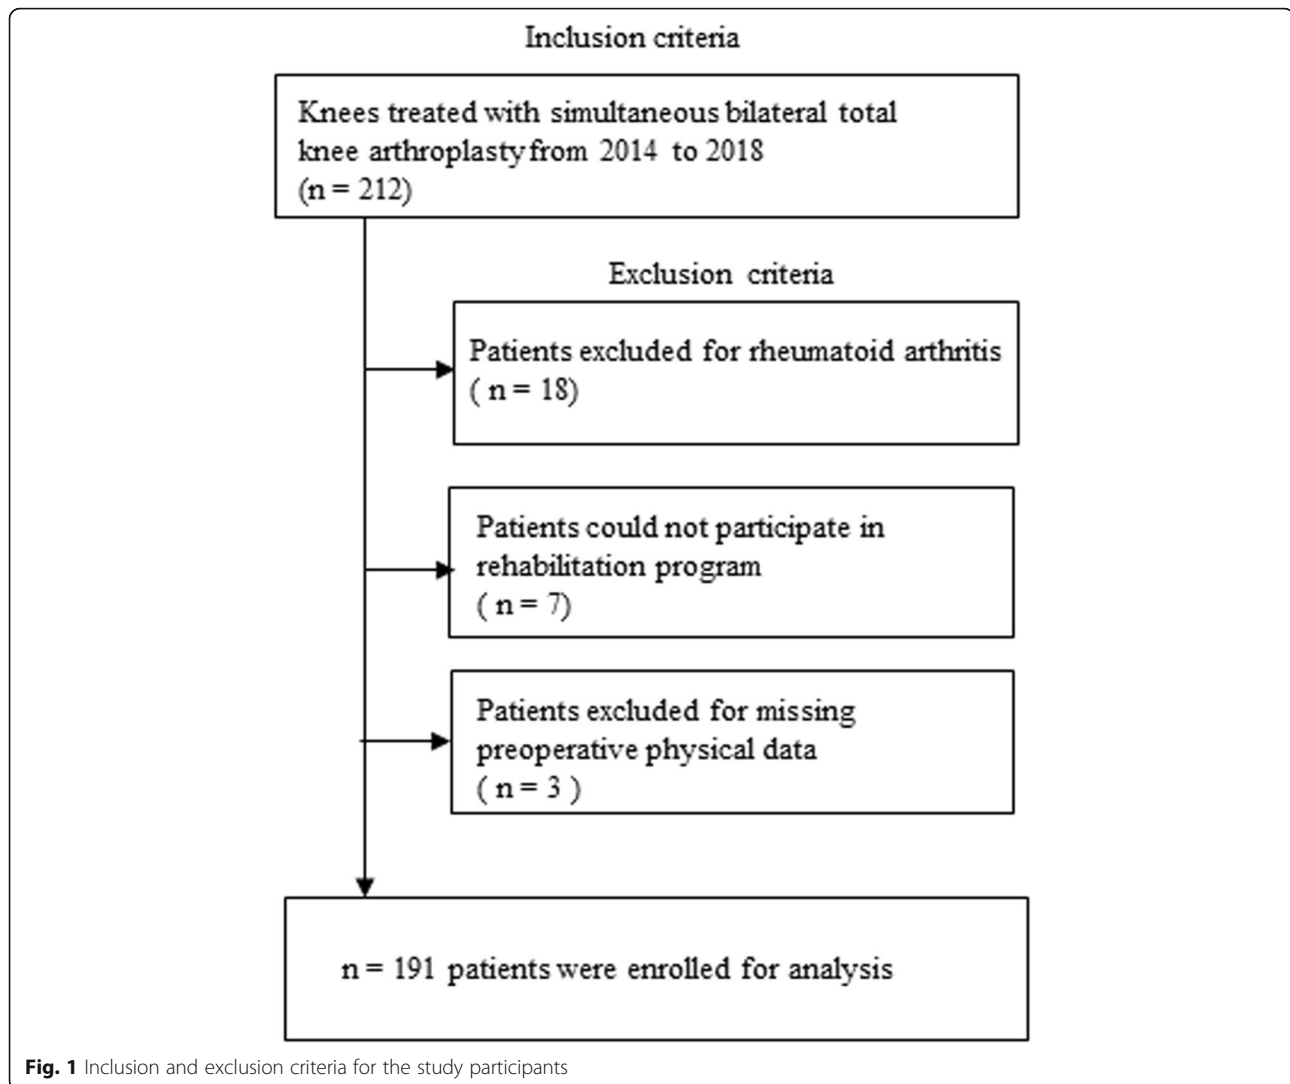 Inclusion criteria
Knees treated with simultaneous bilateral total
knee arthroplasty from 2014 to 2018
(n = 212)
Exclusion criteria
Patients excluded for rheumatoid arthritis
( n = 18)
Patients could not participate in
rehabilitation program
( n = 7)
Patients excluded for missing
preoperative physical data
( n = 3 )
n = 191 patients were enrolled for analysis
Fig. 1 Inclusion and exclusion criteria for the study participants